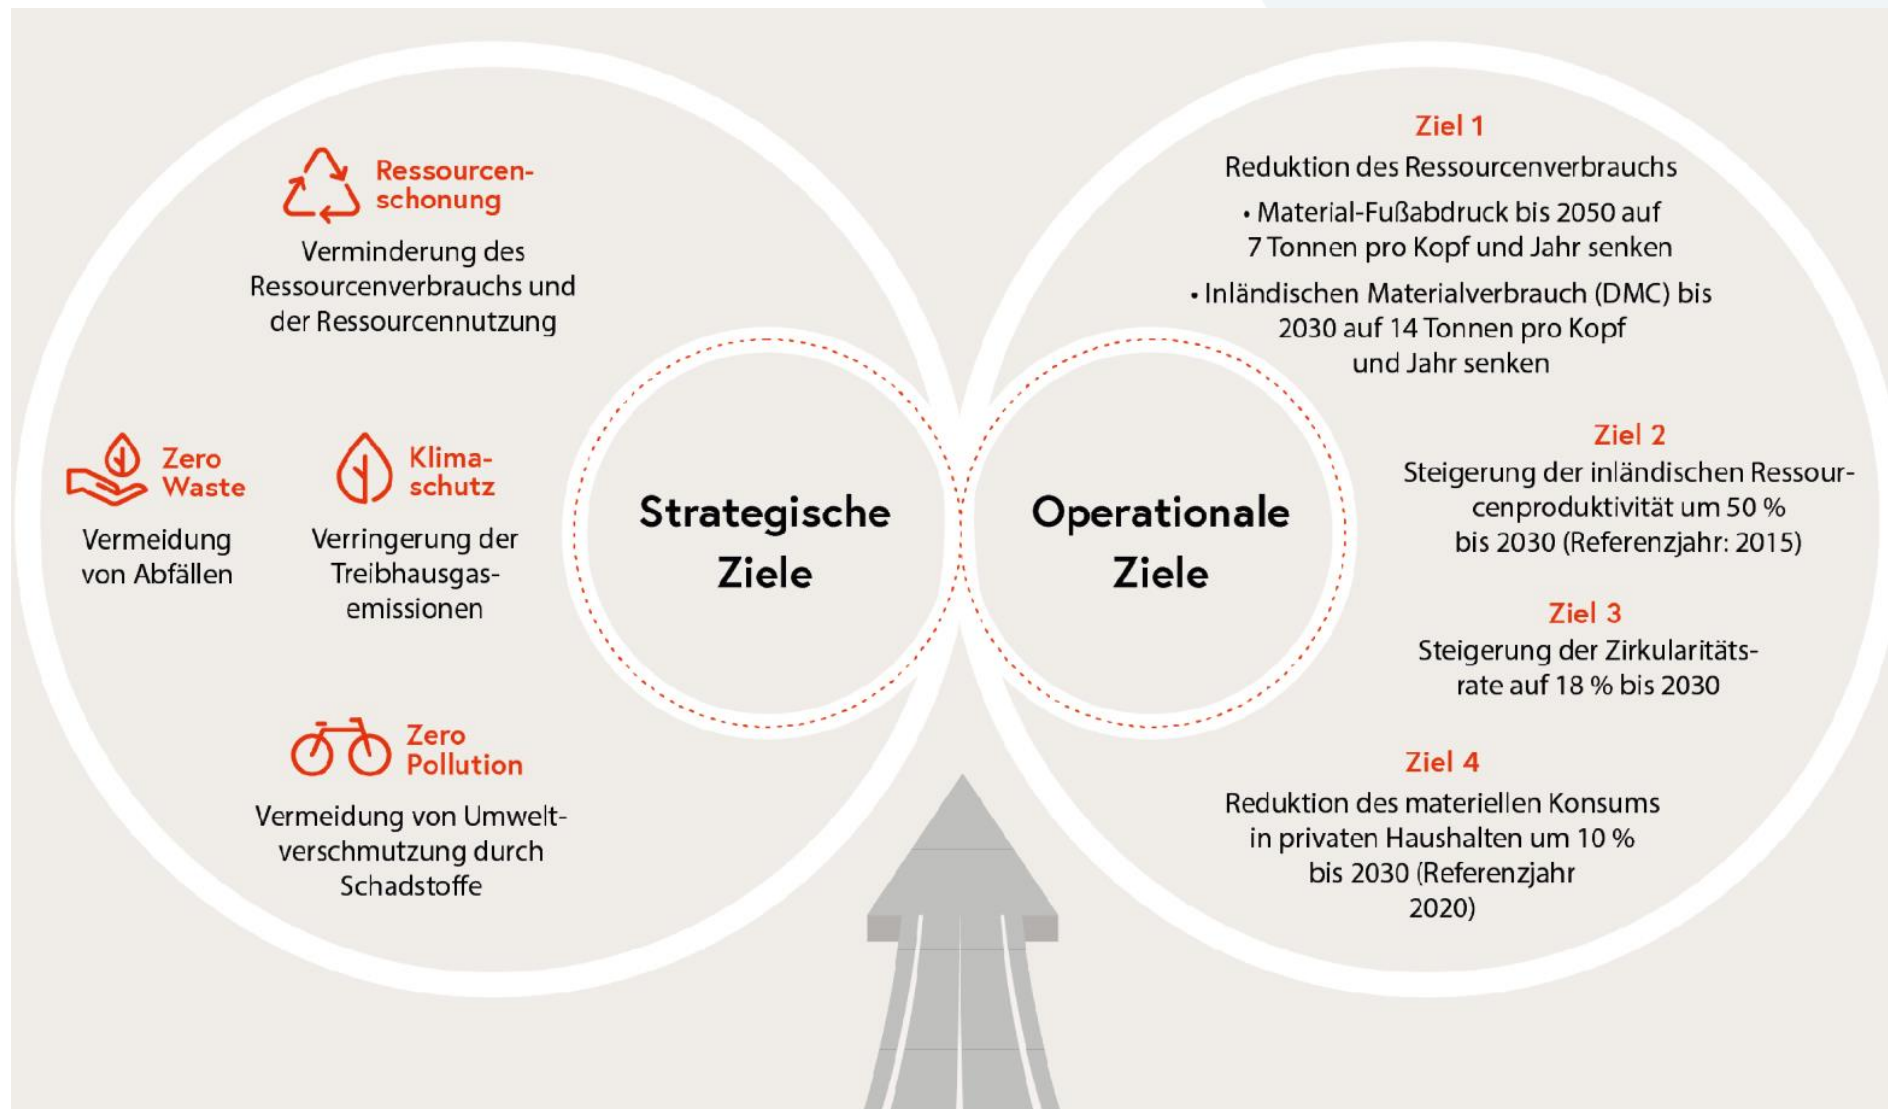 Ressourcen-
schonung
Verminderung des
Ressourcenverbrauchs und
der Ressourcennutzung
Zero
Waste
Vermeidung
von Abfällen
Klima-
schutz
Verringerung der
Treibhausgas-
emissionen
Zero
Pollution
Vermeidung von Umwelt-
verschmutzung durch
Schadstoffe
Strategische
Ziele
Operationale
Ziele
Ziel 1
Reduktion des Ressourcenverbrauchs
• Material-Fußabdruck bis 2050 auf
7 Tonnen pro Kopf und Jahr senken
• Inländischen Materialverbrauch (DMC) bis
2030 auf 14 Tonnen pro Kopf
und Jahr senken
Ziel 2
Steigerung der inländischen Ressour-
cenproduktivität um 50 %
bis 2030 (Referenzjahr: 2015)
Ziel 3
Steigerung der Zirkularitäts-
rate auf 18 % bis 2030
Ziel 4
Reduktion des materiellen Konsums
in privaten Haushalten um 10 %
bis 2030 (Referenzjahr
2020)